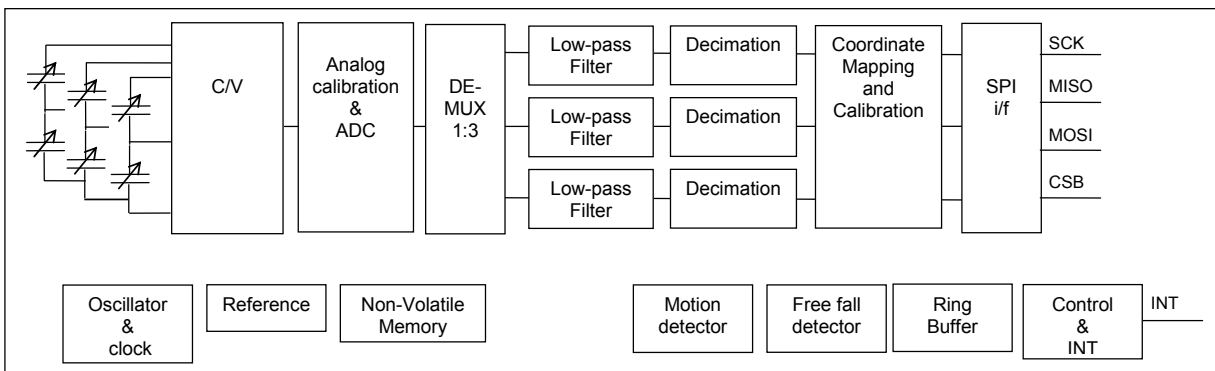 C/V
Analog
calibration
&
ADC
DE-
MUX
1:3
Low-pass
Filter
Decimation
Low-pass
Filter
Decimation
Low-pass
Filter
Decimation
Coordinate
Mapping
and
Calibration
SPI
i/f
SCK
MISO
MOSI
CSB
Oscillator
&
clock
Reference
Non-Volatile
Memory
Motion
detector
Free fall
detector
Ring
Buffer
Control
&
INT
INT